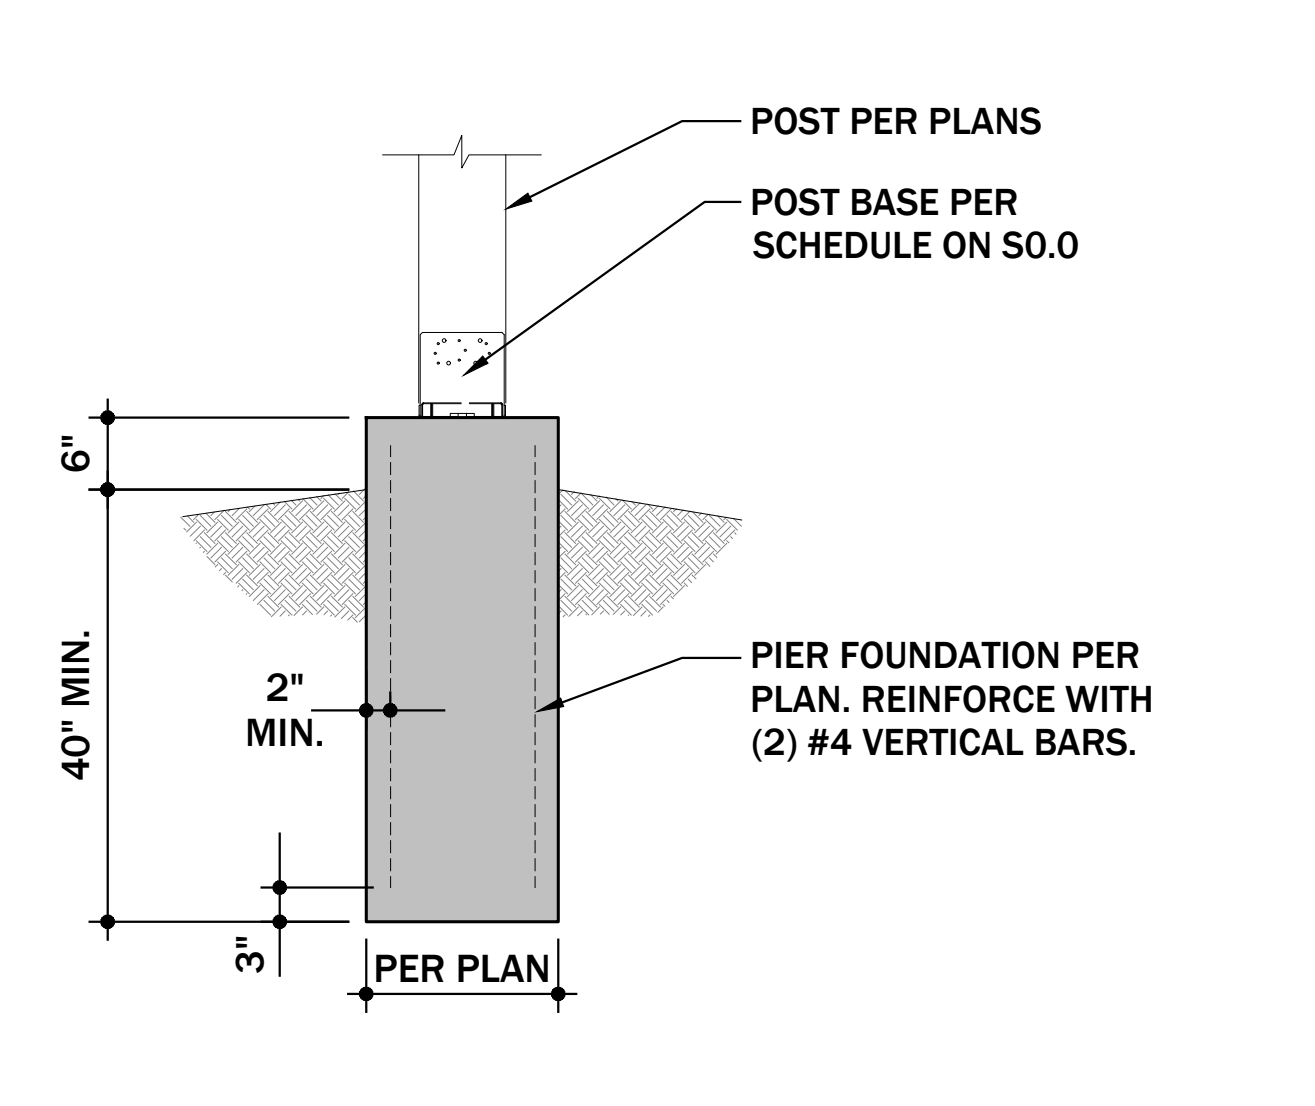 POST PER PLANS
POST BASE PER
SCHEDULE ON S0.0
6"
40" MIN.
2"
MIN.
PIER FOUNDATION PER
PLAN. REINFORCE WITH
(2) #4 VERTICAL BARS.
3"
PER PLAN